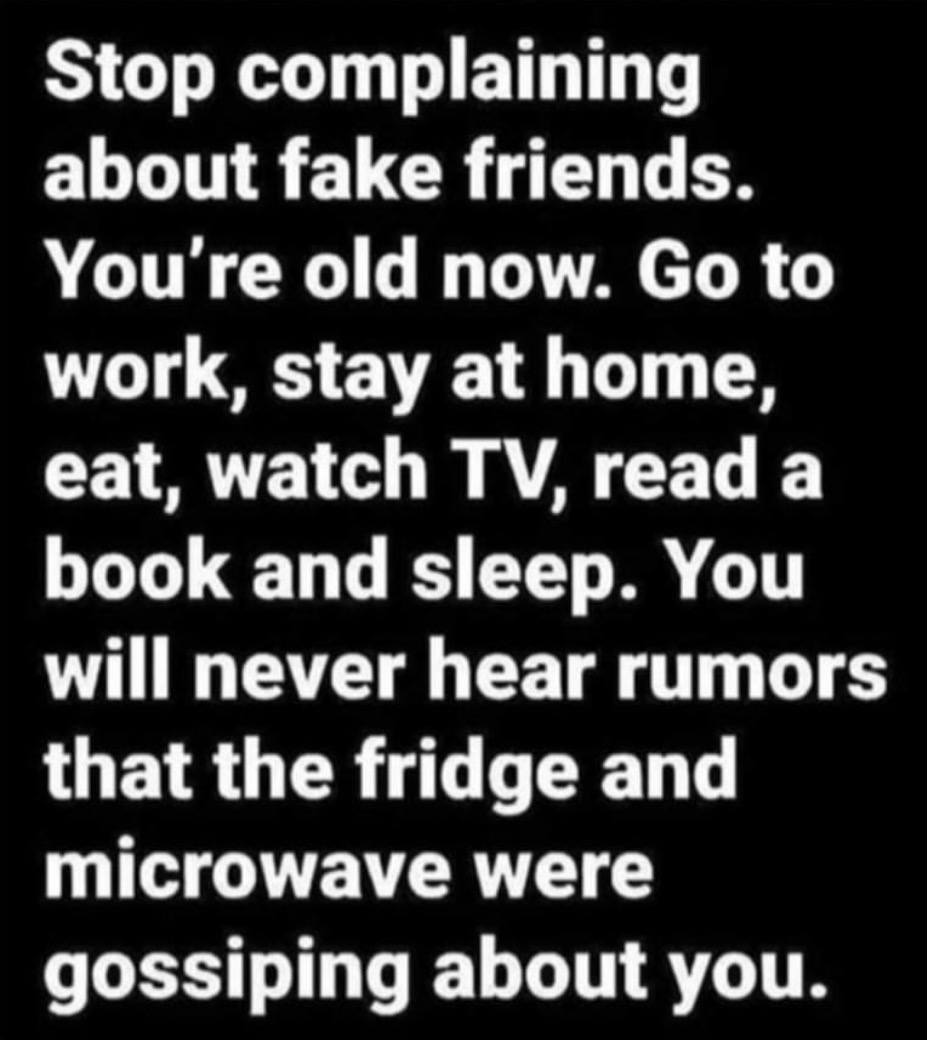 Stop complaining
about fake friends.
You’re old now. Go to
work, stay at home,
eat, watch TV, read a
book and sleep. You
will never hear rumors
that the fridge and
microwave were
gossiping about you.